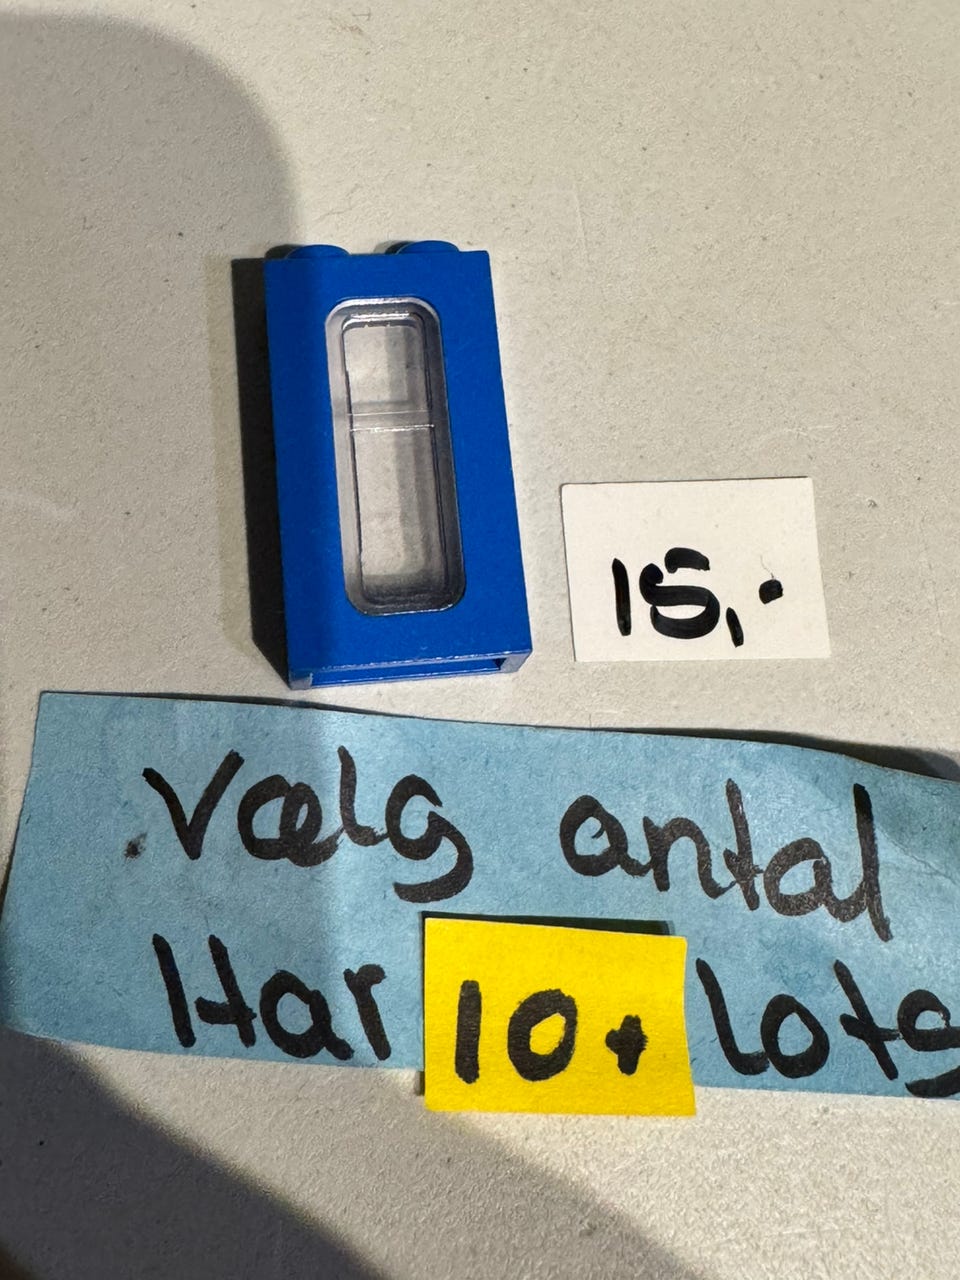 15,-
Vælg antal
Har 10+ lots